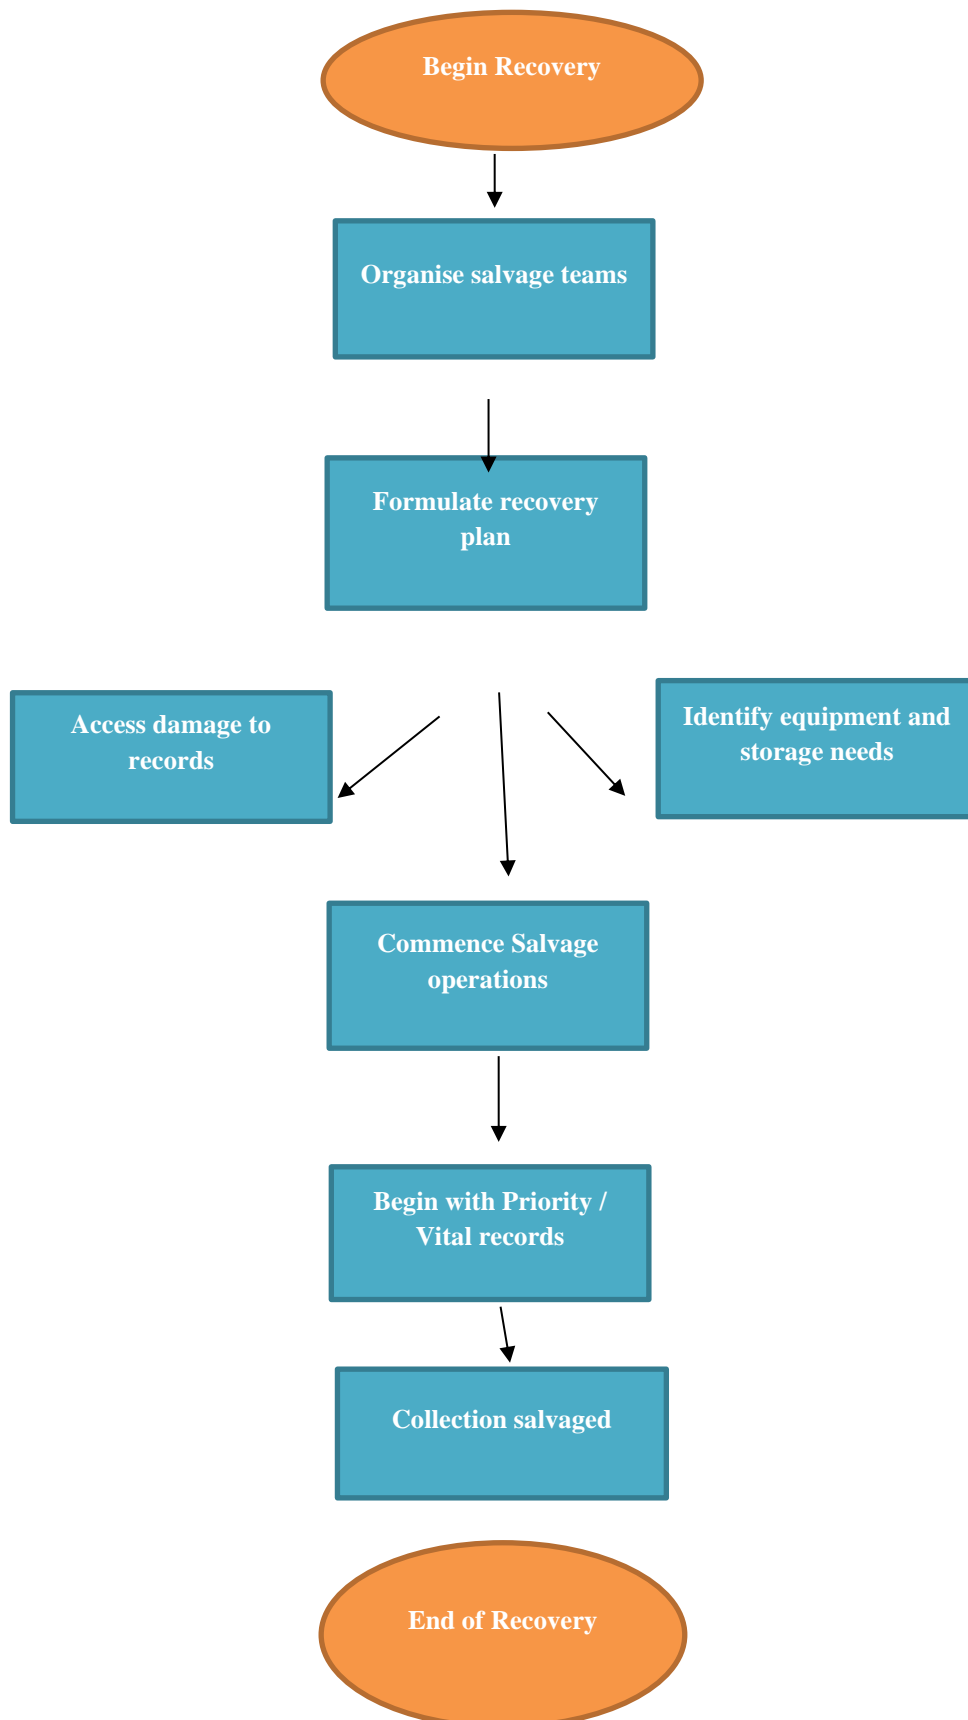 Begin Recovery
Organise salvage teams
Formulate recovery
plan
Access damage to
records
Identify equipment and
storage needs
Commence Salvage
operations
Begin with Priority /
Vital records
Collection salvaged
End of Recovery